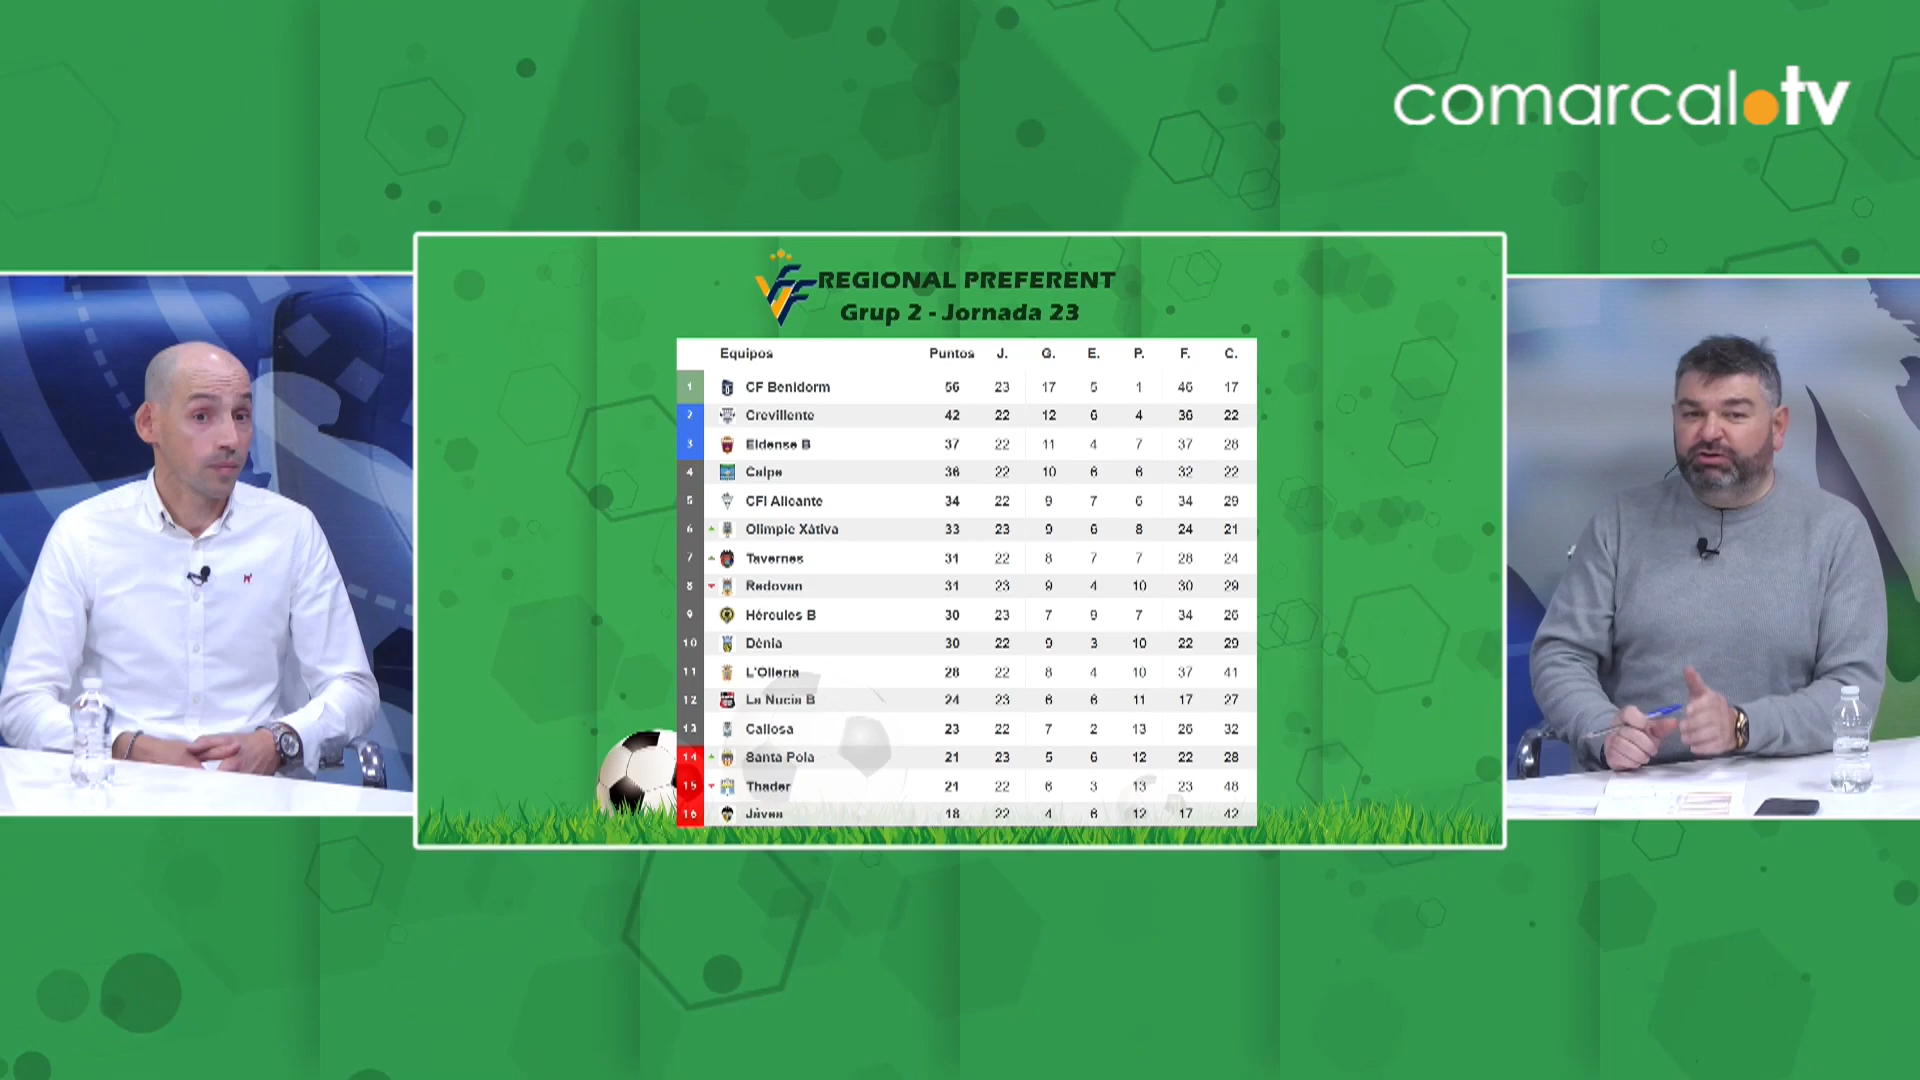 comarcal.tv
REGIONAL PREFERENT
Grup 2 - Jornada 23
Equipos Puntos J. G. E. P. F. C.
1 CF Benidorm 56 23 17 5 1 46 17
2 Crevillente 42 22 12 6 4 36 22
3 Eldense B 37 22 11 4 7 37 28
4 Calpe 36 22 10 6 6 32 22
5 CFI Alicante 34 22 9 7 6 34 29
6 Olimpic Xàtiva 33 23 9 6 8 24 21
7 Tavernes 31 22 8 7 7 28 24
8 Redovan 31 23 9 4 10 30 29
9 Hércules B 30 23 7 9 7 34 26
10 Dénia 30 22 9 3 10 22 29
11 L'Olleria 28 22 8 4 10 37 41
12 La Nucia B 24 23 6 6 11 17 27
13 Callosa 23 22 7 2 13 26 32
14 Santa Pola 21 23 5 6 12 22 28
15 Thader 21 22 6 3 13 23 48
16 Jávea 18 22 4 6 12 17 42